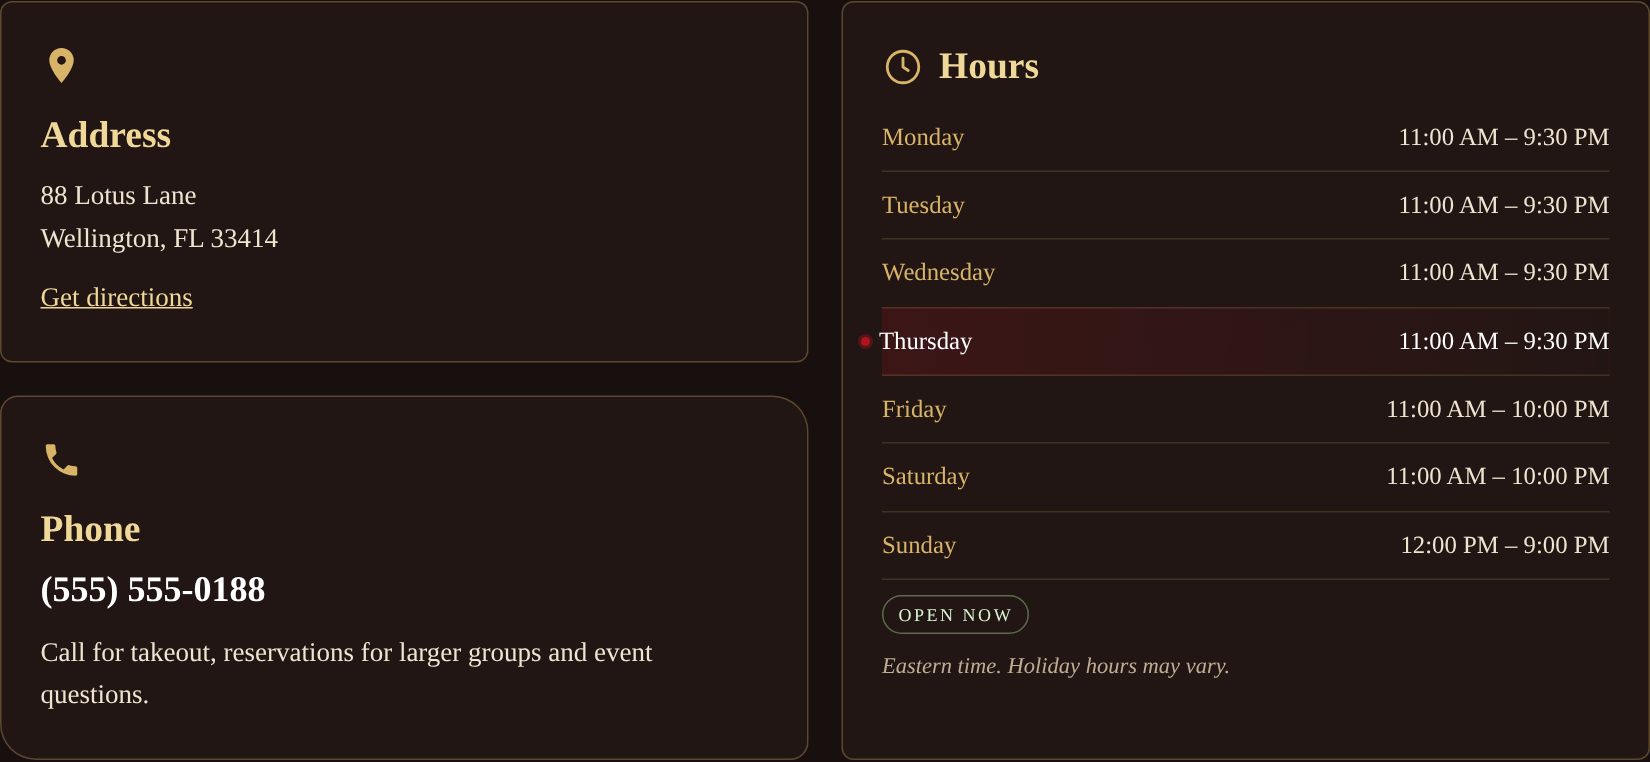 Address
88 Lotus Lane
Wellington, FL 33414
Get directions
Phone
(555) 555-0188
Call for takeout, reservations for larger groups and event
questions.
Hours
Monday 11:00 AM – 9:30 PM
Tuesday 11:00 AM – 9:30 PM
Wednesday 11:00 AM – 9:30 PM
Thursday 11:00 AM – 9:30 PM
Friday 11:00 AM – 10:00 PM
Saturday 11:00 AM – 10:00 PM
Sunday 12:00 PM – 9:00 PM
OPEN NOW
Eastern time. Holiday hours may vary.